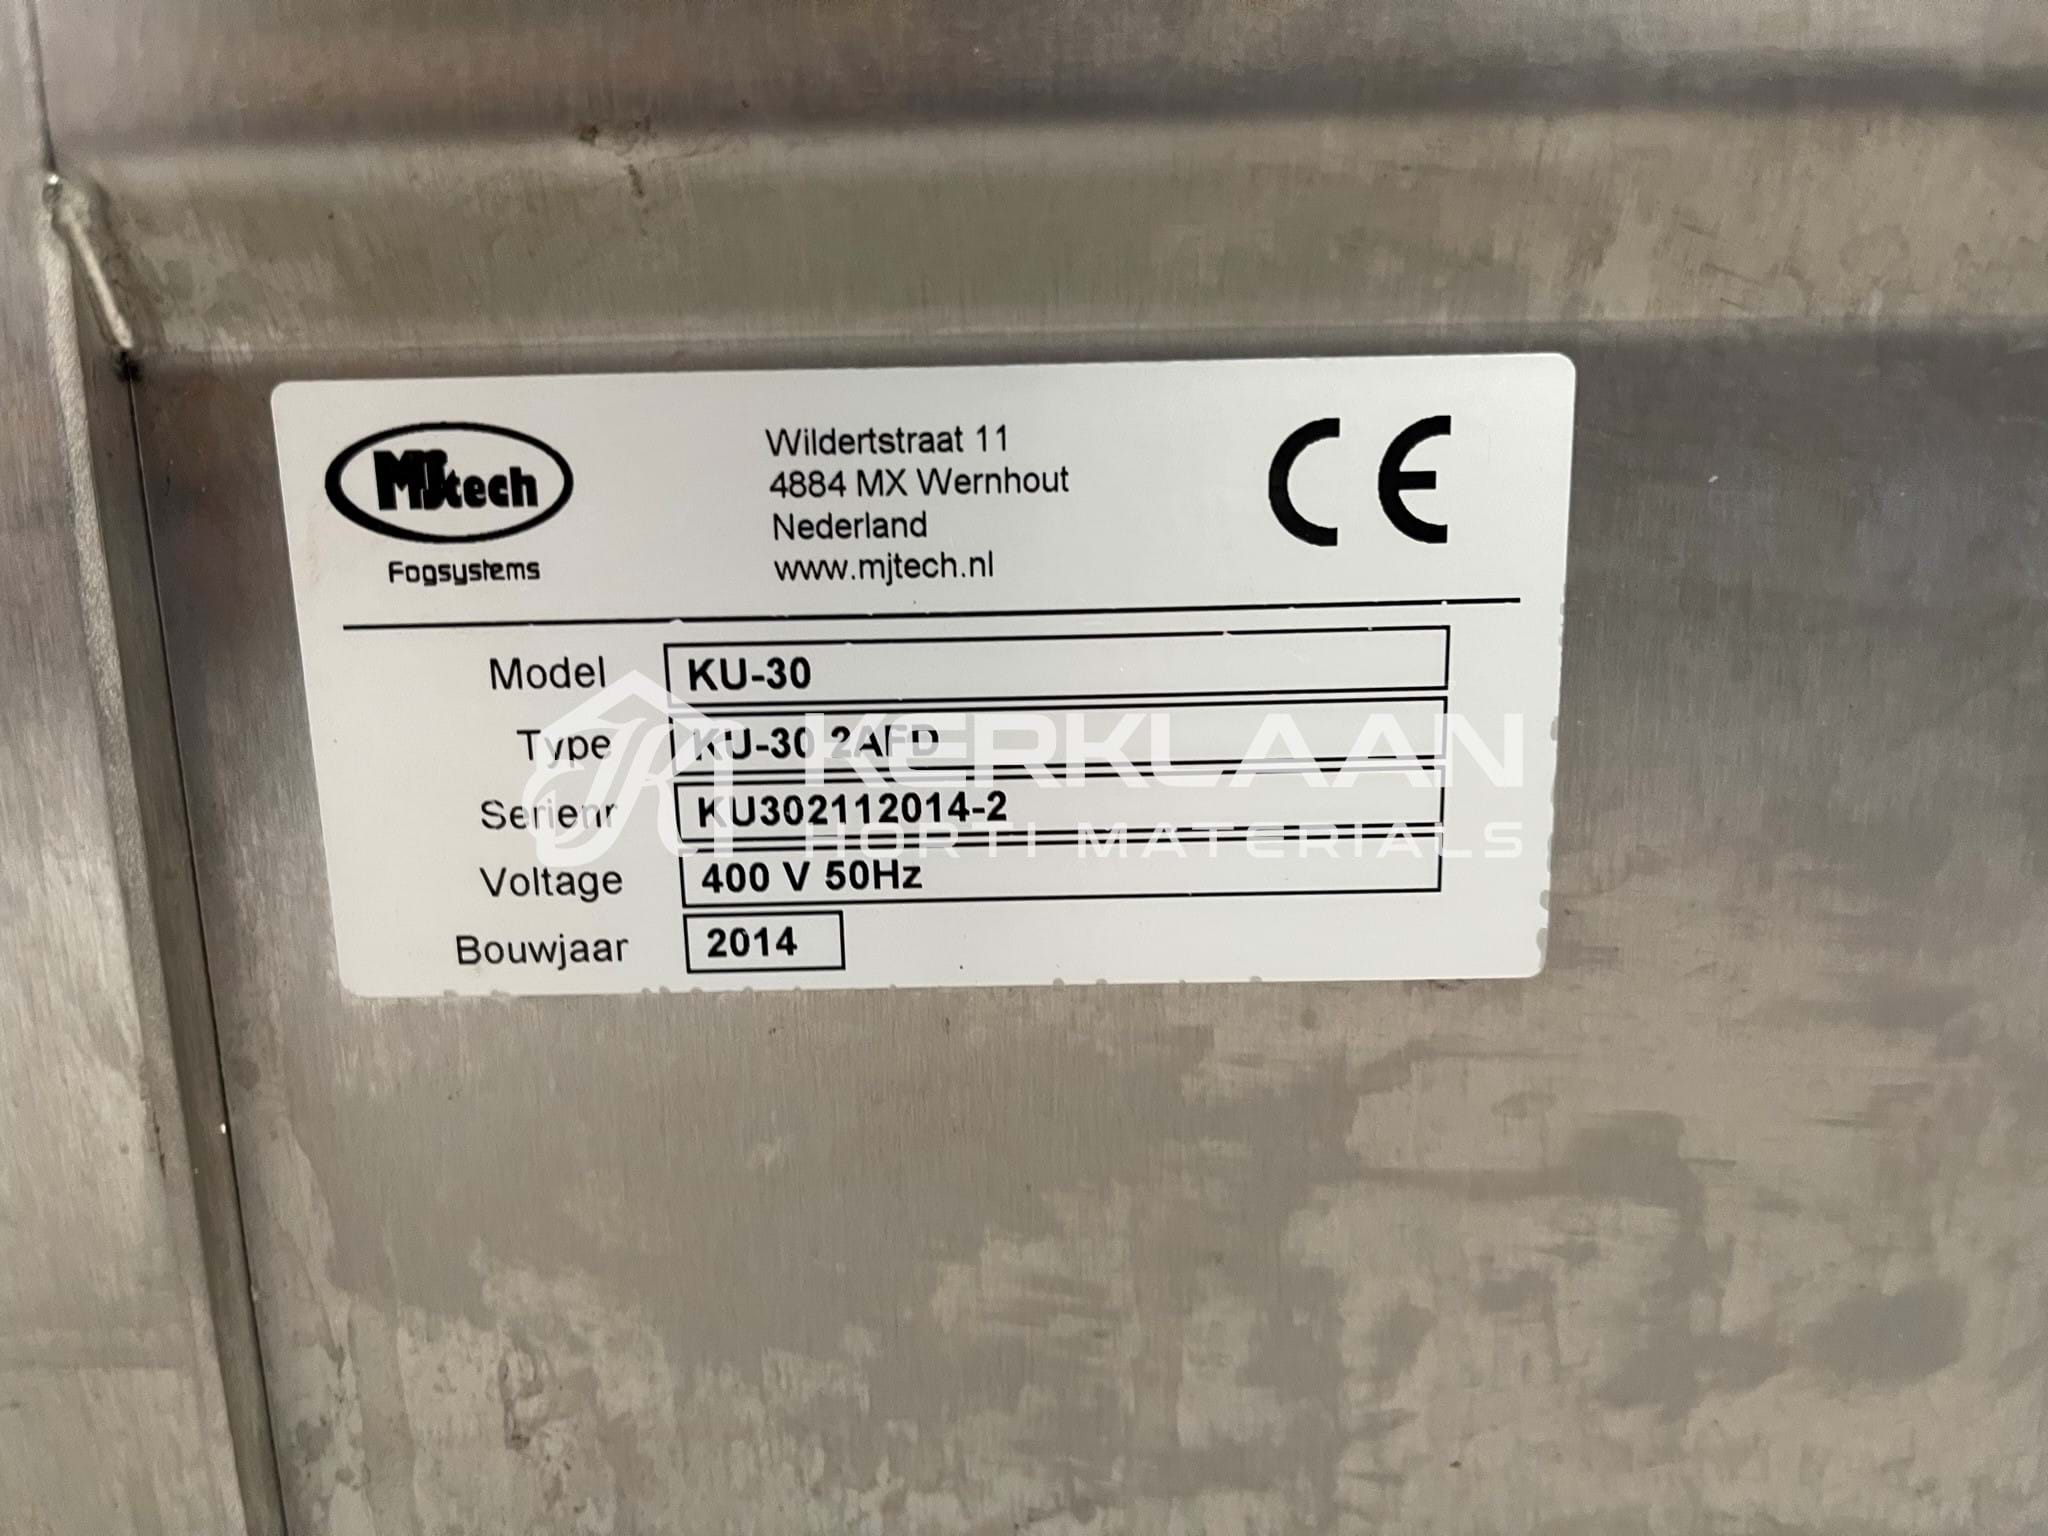 MJtech
Fogsystems
Wildertstraat 11
4884 MX Wernhout
Nederland
www.mjtech.nl
CE
Model KU-30
Type KU-30 2AFD
Serienr KU302112014-2
Voltage 400 V 50Hz
Bouwjaar 2014
KERKLAAN
HORTI MATERIALS